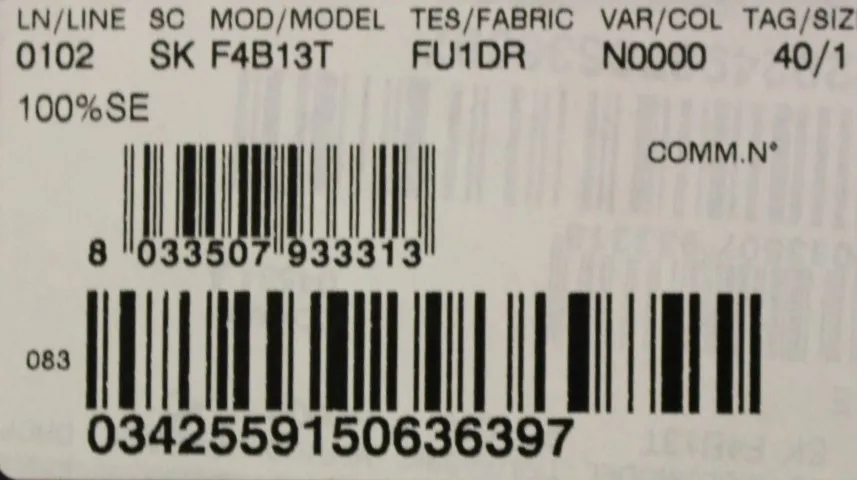 LN/LINE SC MOD/MODEL TES/FABRIC VAR/COL TAG/SIZ
0102 SK F4B13T FU1DR N0000 40/1
100%SE
COMM.N°
8 033507 933313
083
0342559150636397